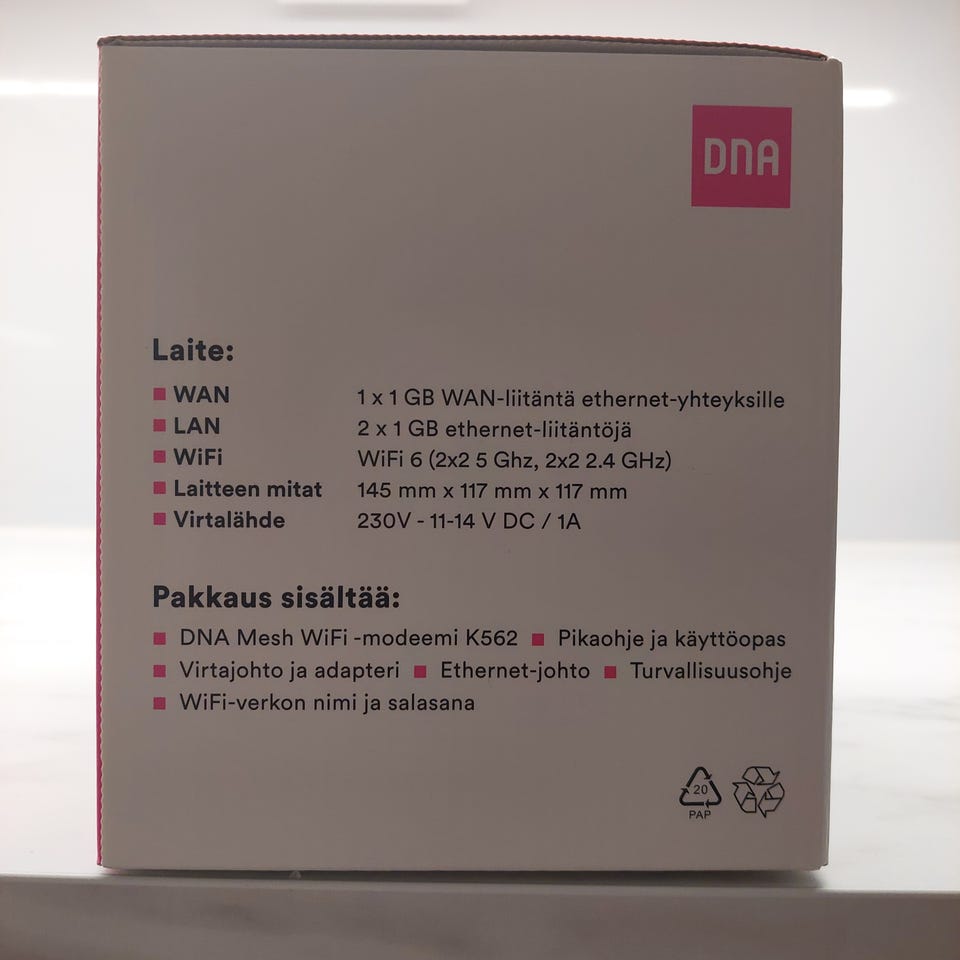 DNA
Laite:
WAN 1 x 1 GB WAN-liitäntä ethernet-yhteyksille
LAN 2 x 1 GB ethernet-liitäntöjä
WiFi WiFi 6 (2x2 5 Ghz, 2x2 2.4 GHz)
Laitteen mitat 145 mm x 117 mm x 117 mm
Virtalähde 230V - 11-14 V DC / 1A
Pakkaus sisältää:
DNA Mesh WiFi -modeemi K562 Pikaohje ja käyttöopas
Virtajohto ja adapteri Ethernet-johto Turvallisuusohje
WiFi-verkon nimi ja salasana
20
PAP